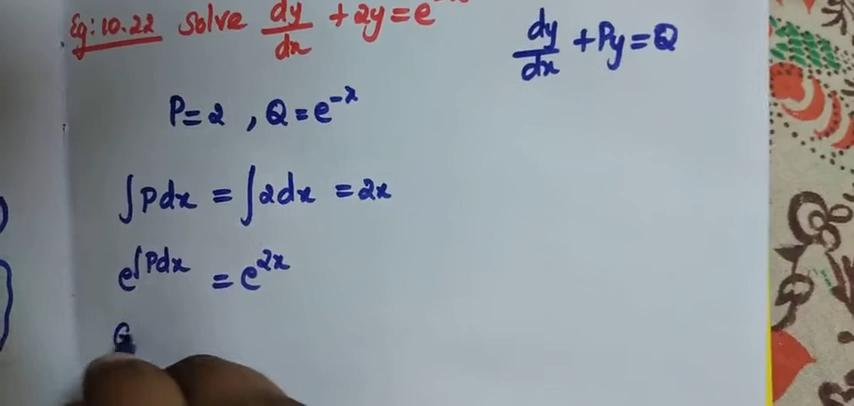 Eg: 10.22 Solve dy/dx + 2y = e
dy/dx + Py = Q
P = 2 , Q = e^-x
∫Pdx = ∫2dx = 2x
e^∫Pdx = e^2x
G